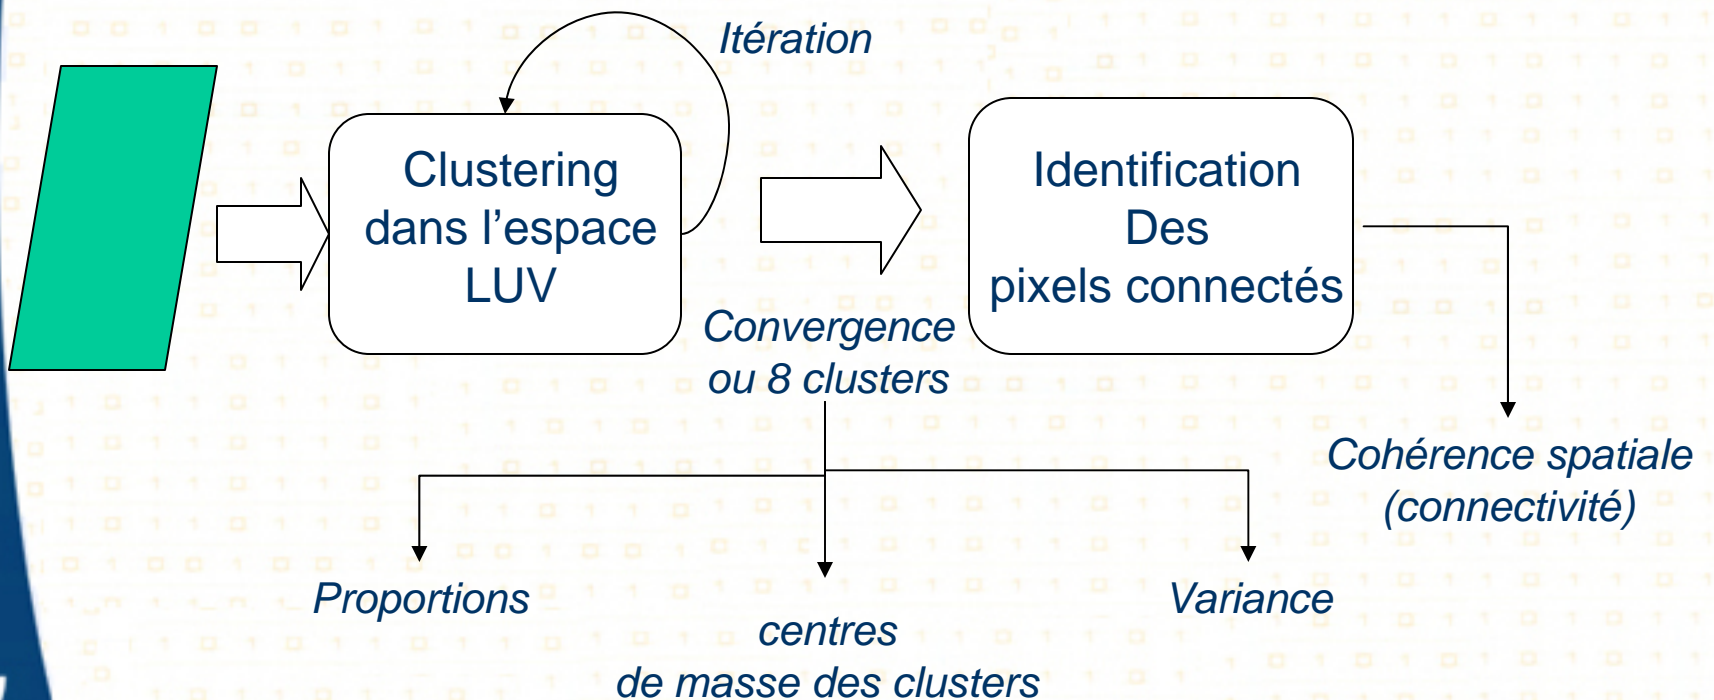 Itération
Clustering
dans l’espace
LUV
Identification
Des
pixels connectés
Convergence
ou 8 clusters
Cohérence spatiale
(connectivité)
Proportions
centres
de masse des clusters
Variance